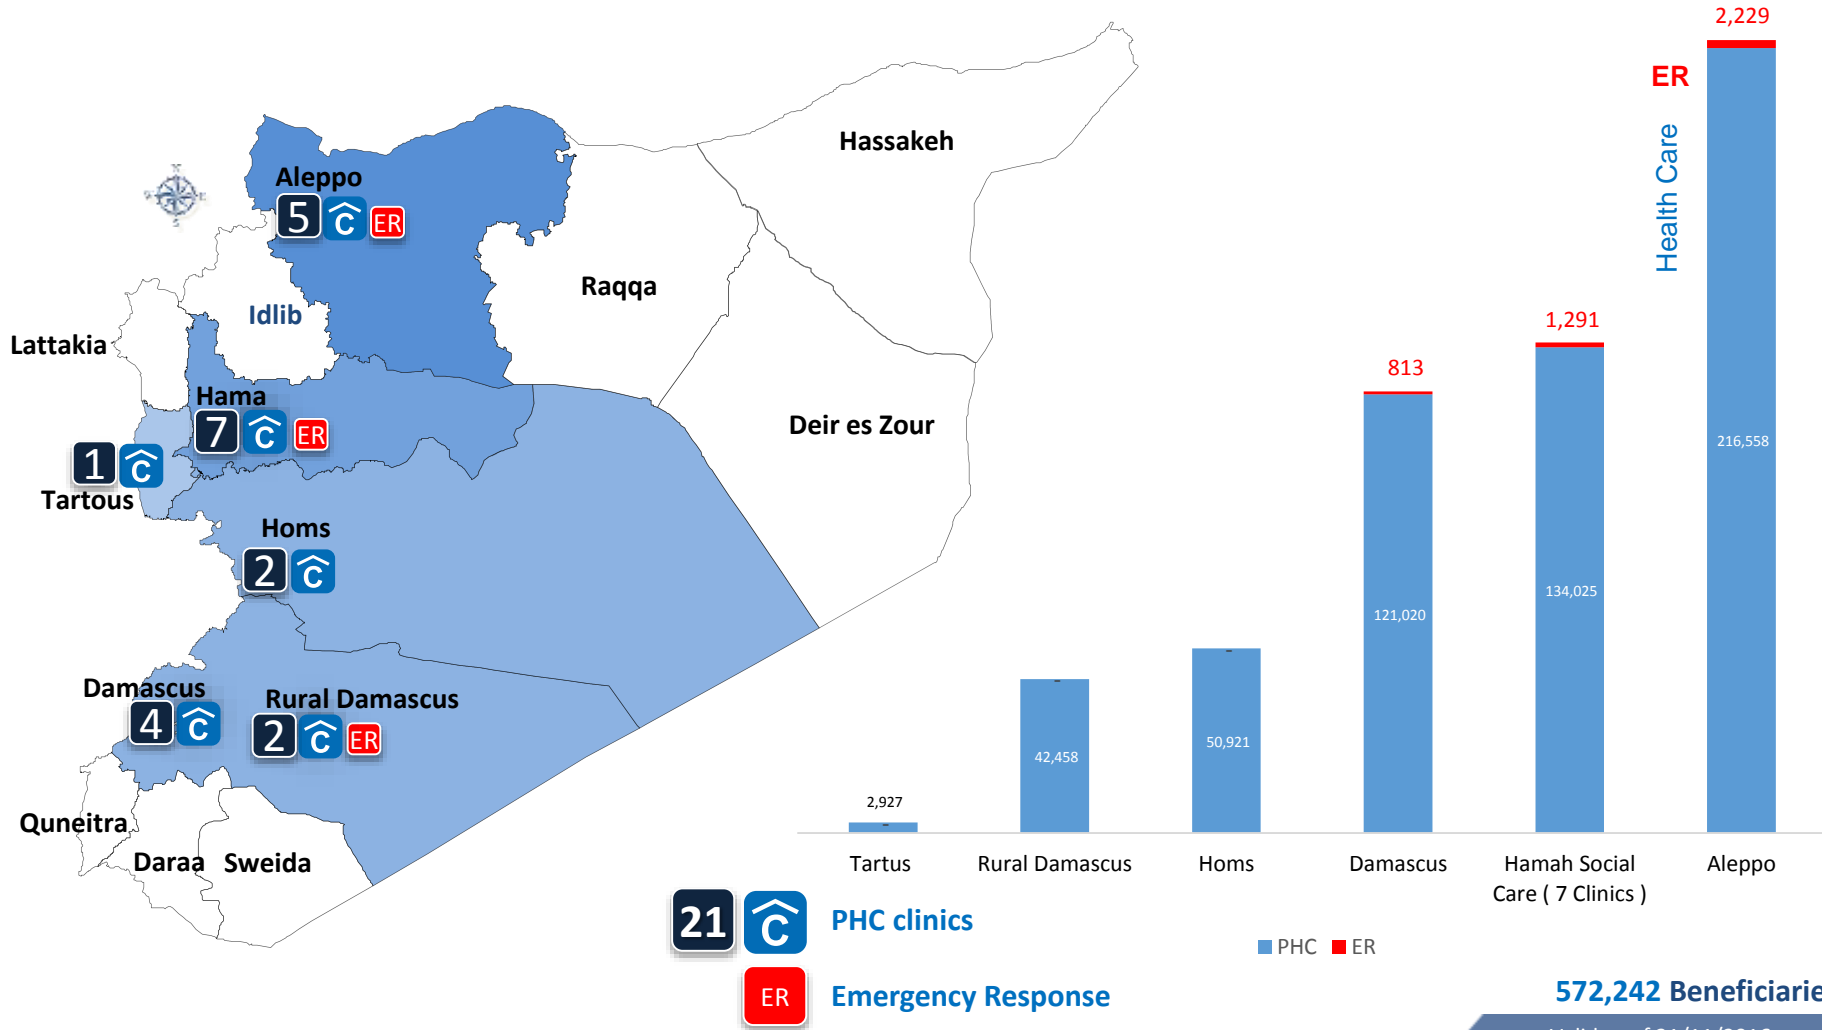 Hassakeh
Aleppo
5 C ER
Raqqa
Idlib
Lattakia
Hama
7 C ER
Deir es Zour
1 C
Tartous
Homs
2 C
Damascus
4 C
Rural Damascus
2 C ER
Quneitra
Daraa
Sweida
21 C PHC clinics
ER Emergency Response
2,229
ER
Health Care
1,291
813
216,558
134,025
121,020
50,921
42,458
2,927
Tartus
Rural Damascus
Homs
Damascus
Hamah Social
Care ( 7 Clinics )
Aleppo
PHC ER
572,242 Beneficiarie